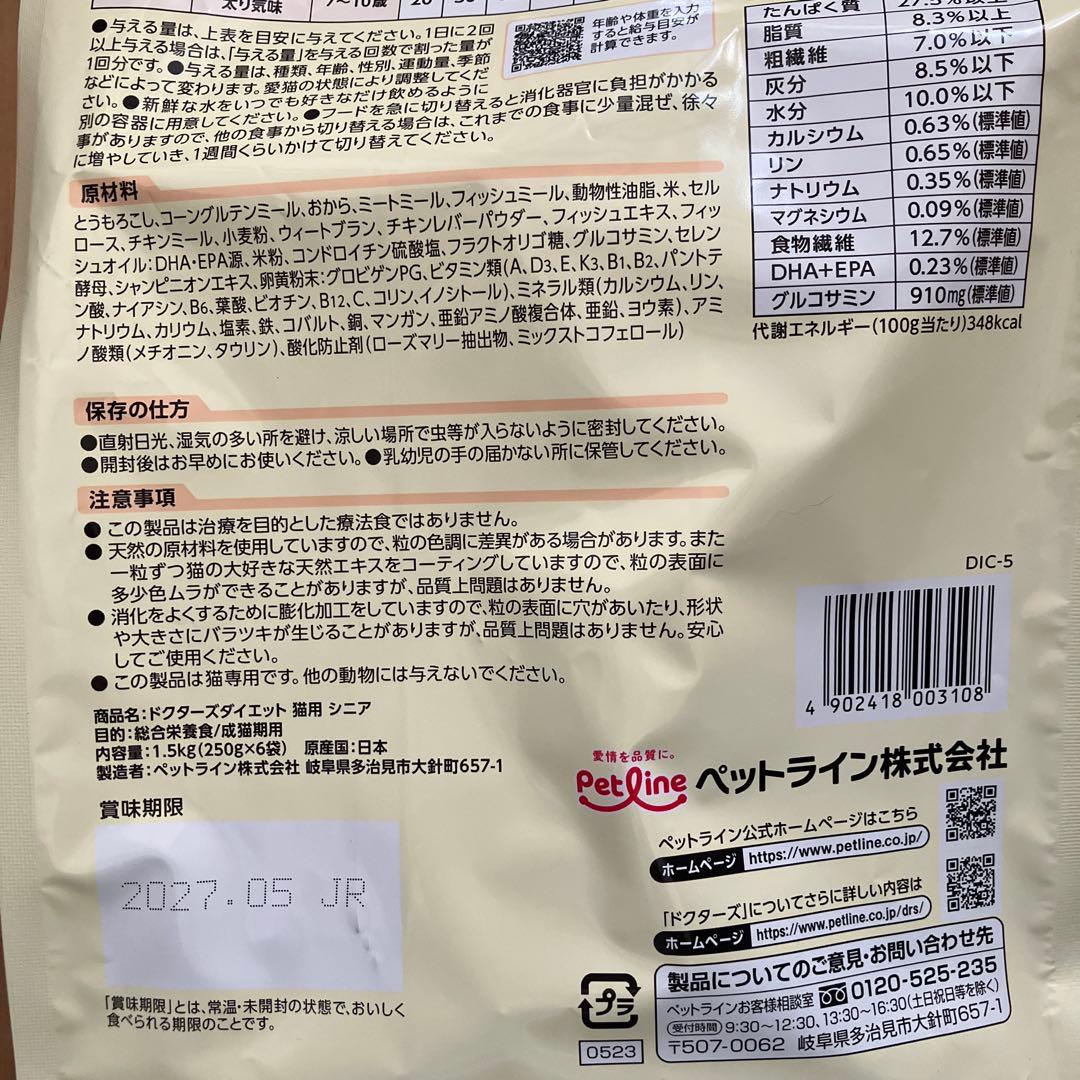 太り気味 7~10歳 20
●与える量は、上表を目安に与えてください。1日に2回
以上与える場合は、「与える量」を与える回数で割った量が
1回分です。●与える量は、種類、年齢、性別、運動量、季節
などによって変わります。愛猫の状態により調整してくだ
さい。●新鮮な水をいつでも好きなだけ飲めるように
別の容器に用意してください。●フードを急に切り替えると消化器官に負担がかかる
事がありますので、他の食事から切り替える場合は、これまでの食事に少量混ぜ、徐々
に増やしていき、1週間くらいかけて切り替えてください。
年齢や体重を入力
すると給与目安が
計算できます。
たんぱく質 27.5%以上
脂質 8.3%以上
粗繊維 7.0%以下
灰分 8.5%以下
水分 10.0%以下
カルシウム 0.63%(標準値)
リン 0.65%(標準値)
ナトリウム 0.35%(標準値)
マグネシウム 0.09%(標準値)
食物繊維 12.7%(標準値)
DHA+EPA 0.23%(標準値)
グルコサミン 910mg(標準値)
代謝エネルギー(100g当たり)348kcal
原材料
とうもろこし、コーングルテンミール、おから、ミートミール、フィッシュミール、動物性油脂、米、セル
ロース、チキンミール、小麦粉、ウィートブラン、チキンレバーパウダー、フィッシュエキス、フィッ
シュオイル:DHA・EPA源、米粉、コンドロイチン硫酸塩、フラクトオリゴ糖、グルコサミン、セレン
酵母、シャンピニオンエキス、卵黄粉末:グロビゲンPG、ビタミン類(A、D3、E、K3、B1、B2、パントテ
ン酸、ナイアシン、B6、葉酸、ビオチン、B12、C、コリン、イノシトール)、ミネラル類(カルシウム、リン、
ナトリウム、カリウム、塩素、鉄、コバルト、銅、マンガン、亜鉛アミノ酸複合体、亜鉛、ヨウ素)、アミ
ノ酸類(メチオニン、タウリン)、酸化防止剤(ローズマリー抽出物、ミックストコフェロール)
保存の仕方
●直射日光、湿気の多い所を避け、涼しい場所で虫等が入らないように密封してください。
●開封後はお早めにお使いください。●乳幼児の手の届かない所に保管してください。
注意事項
● この製品は治療を目的とした療法食ではありません。
● 天然の原材料を使用していますので、粒の色調に差異がある場合があります。また
一粒ずつ猫の大好きな天然エキスをコーティングしていますので、粒の表面に
多少色ムラができることがありますが、品質上問題はありません。
● 消化をよくするために膨化加工をしていますので、粒の表面に穴があいたり、形状
や大きさにバラツキが生じることがありますが、品質上問題はありません。安心
してご使用ください。
● この製品は猫専用です。他の動物には与えないでください。
DIC-5
4 902418 003108
商品名:ドクターズダイエット 猫用 シニア
目的:総合栄養食/成猫期用
内容量:1.5kg(250g×6袋) 原産国:日本
製造者:ペットライン株式会社 岐阜県多治見市大針町657-1
賞味期限
2027.05 JR
「賞味期限」とは、常温・未開封の状態で、おいしく
食べられる期限のことです。
愛情を品質に。
Petline ペットライン株式会社
ペットライン公式ホームページはこちら
ホームページ https://www.petline.co.jp/
「ドクターズ」についてさらに詳しい内容は
ホームページ https://www.petline.co.jp/drs/
製品についてのご意見・お問い合わせ先
ペットラインお客様相談室 0120-525-235
受付時間 9:30~12:30、13:30~16:30(土日祝日等を除く)
〒507-0062 岐阜県多治見市大針町657-1
プラ
0523